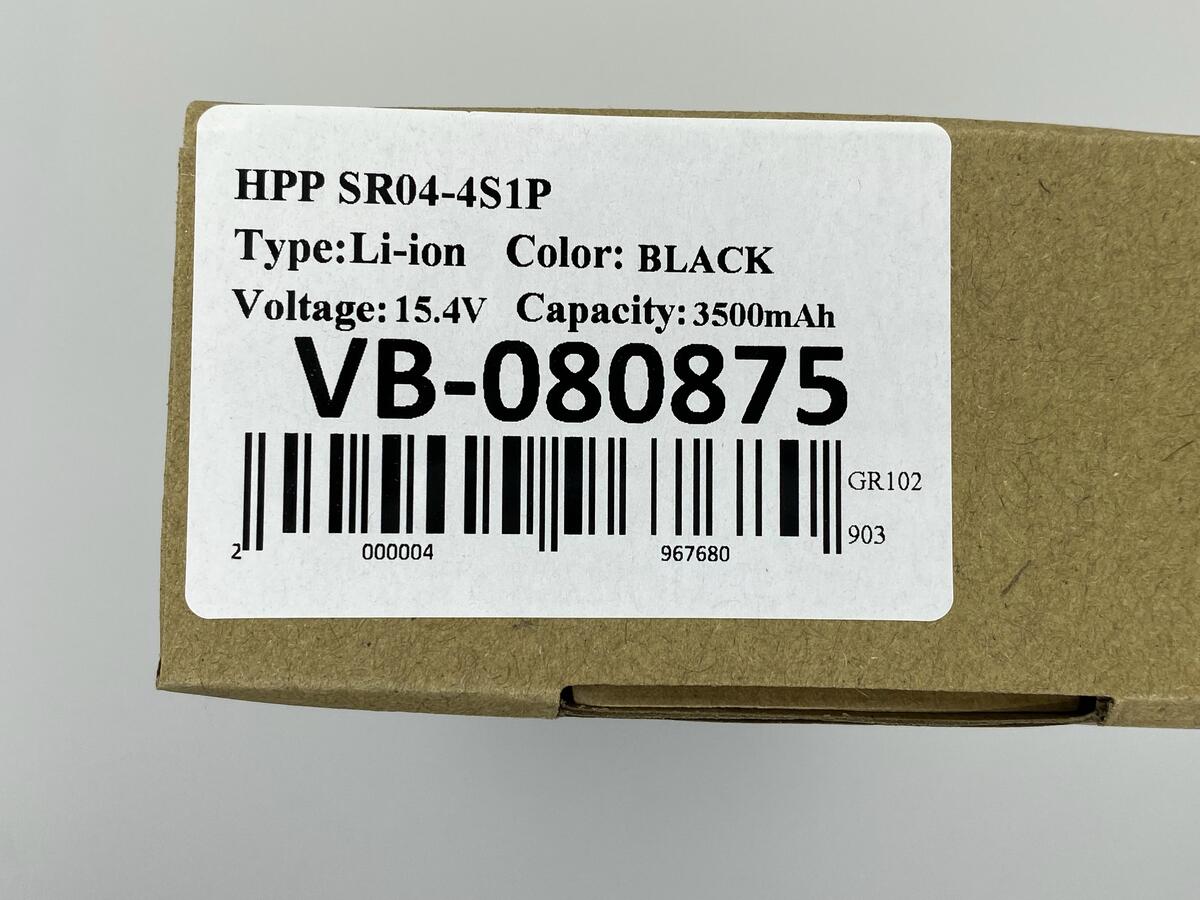 HPP SR04-4S1P
Type:Li-ion Color: BLACK
Voltage: 15.4V Capacity: 3500mAh
VB-080875
GR102
903
2 000004 967680